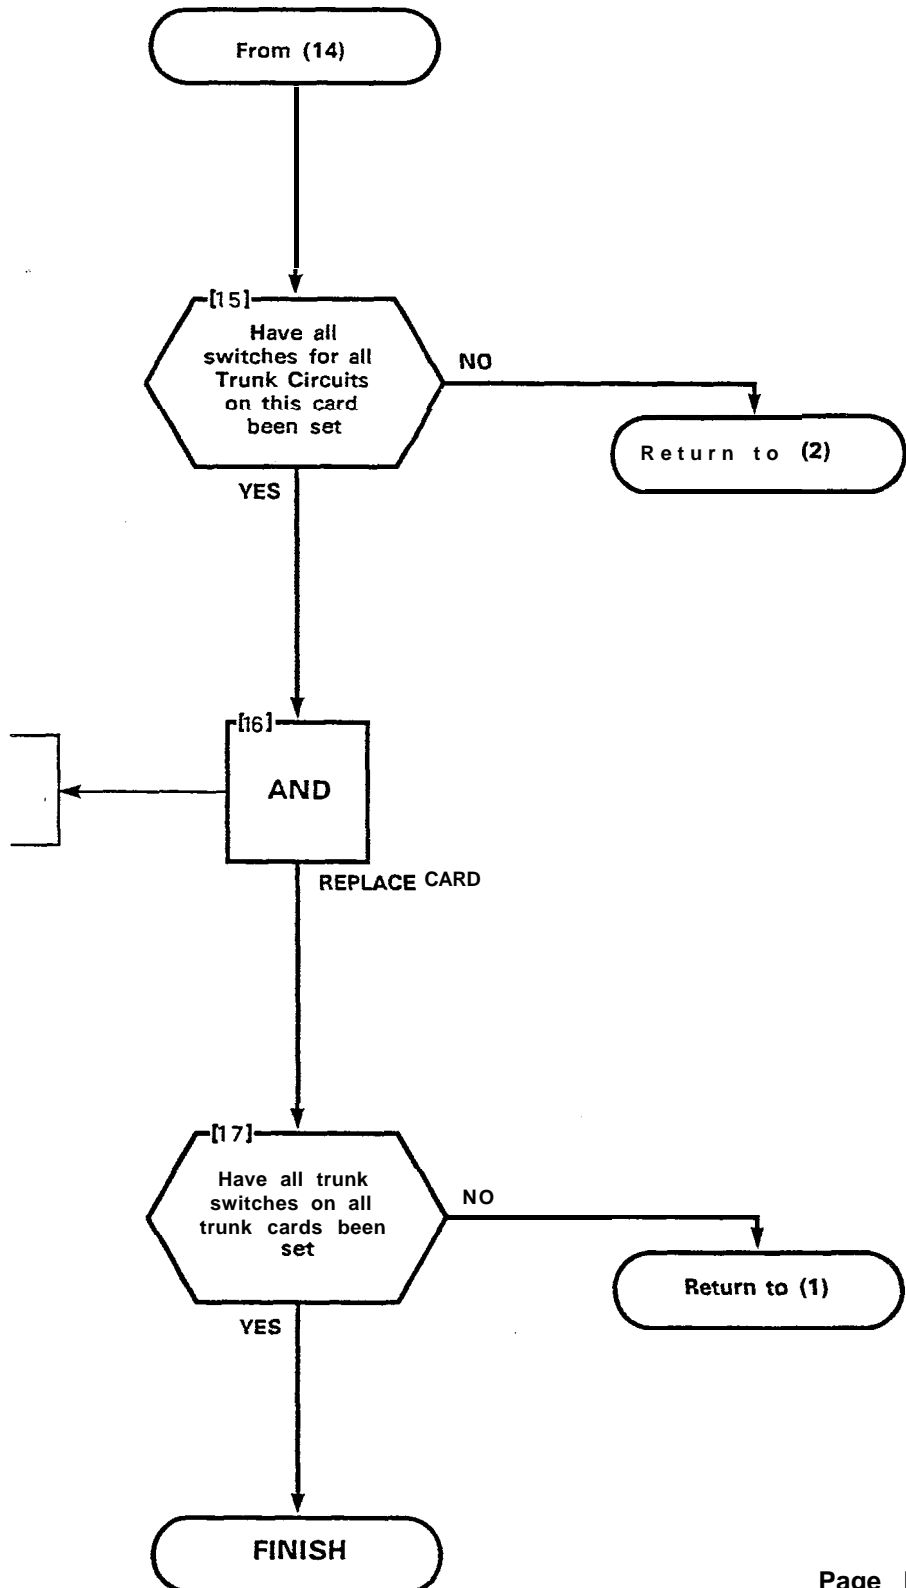 From (14)
[15]
Have all
switches for all
Trunk Circuits
on this card
been set
NO
Return to (2)
YES
[16]
AND
REPLACE CARD
[17]
Have all trunk
switches on all
trunk cards been
set
NO
Return to (1)
YES
FINISH
Page